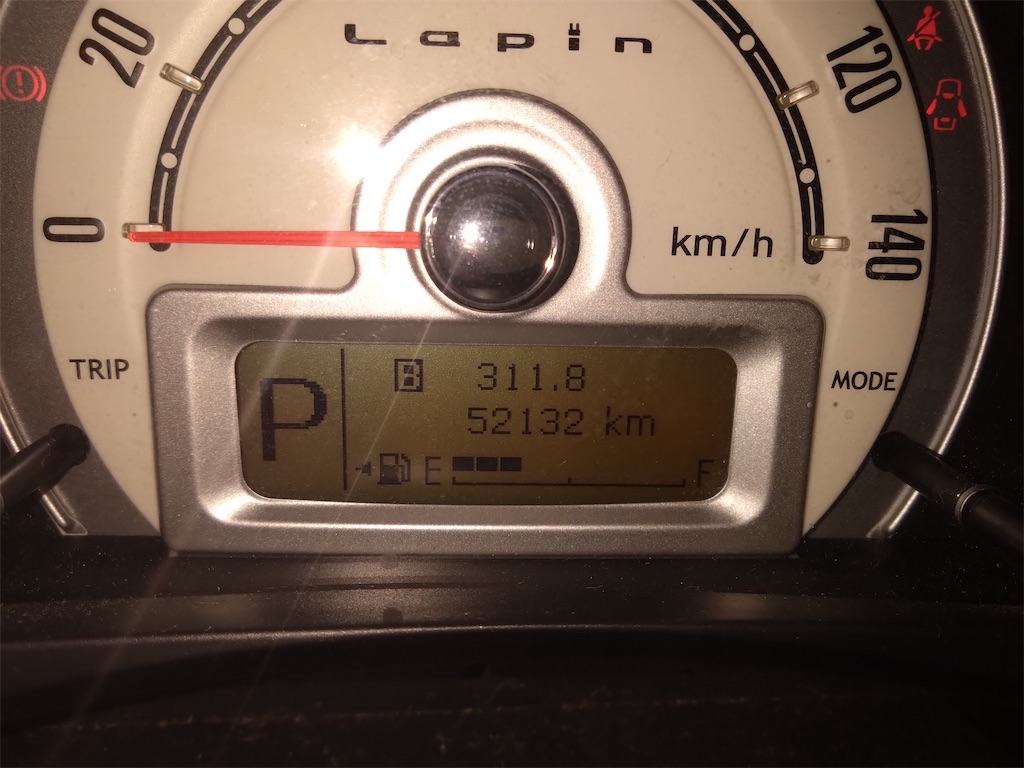 Lapin
20
120
0
140
km/h
TRIP
MODE
P
B 311.8
52132 km
E F